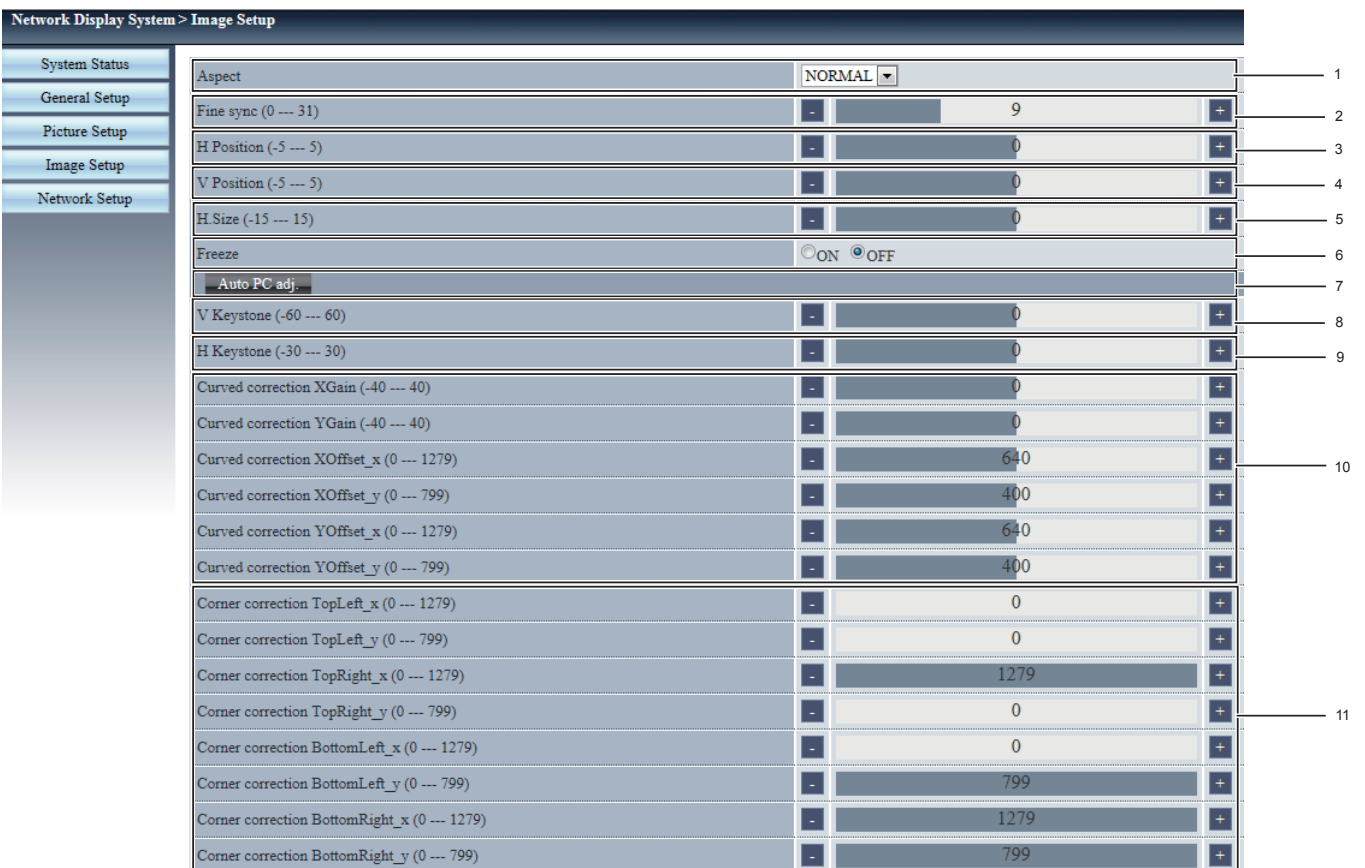 Network Display System > Image Setup
System Status
General Setup
Picture Setup
Image Setup
Network Setup
Aspect NORMAL 1
Fine sync (0 --- 31) - 9 + 2
H Position (-5 --- 5) - 0 + 3
V Position (-5 --- 5) - 0 + 4
H.Size (-15 --- 15) - 0 + 5
Freeze ON OFF 6
Auto PC adj. 7
V Keystone (-60 --- 60) - 0 + 8
H Keystone (-30 --- 30) - 0 + 9
Curved correction XGain (-40 --- 40) - 0 +
Curved correction YGain (-40 --- 40) - 0 +
Curved correction XOffset_x (0 --- 1279) - 640 + 10
Curved correction XOffset_y (0 --- 799) - 400 +
Curved correction YOffset_x (0 --- 1279) - 640 +
Curved correction YOffset_y (0 --- 799) - 400 +
Corner correction TopLeft_x (0 --- 1279) - 0 +
Corner correction TopLeft_y (0 --- 799) - 0 +
Corner correction TopRight_x (0 --- 1279) - 1279 +
Corner correction TopRight_y (0 --- 799) - 0 + 11
Corner correction BottomLeft_x (0 --- 1279) - 0 +
Corner correction BottomLeft_y (0 --- 799) - 799 +
Corner correction BottomRight_x (0 --- 1279) - 1279 +
Corner correction BottomRight_y (0 --- 799) - 799 +